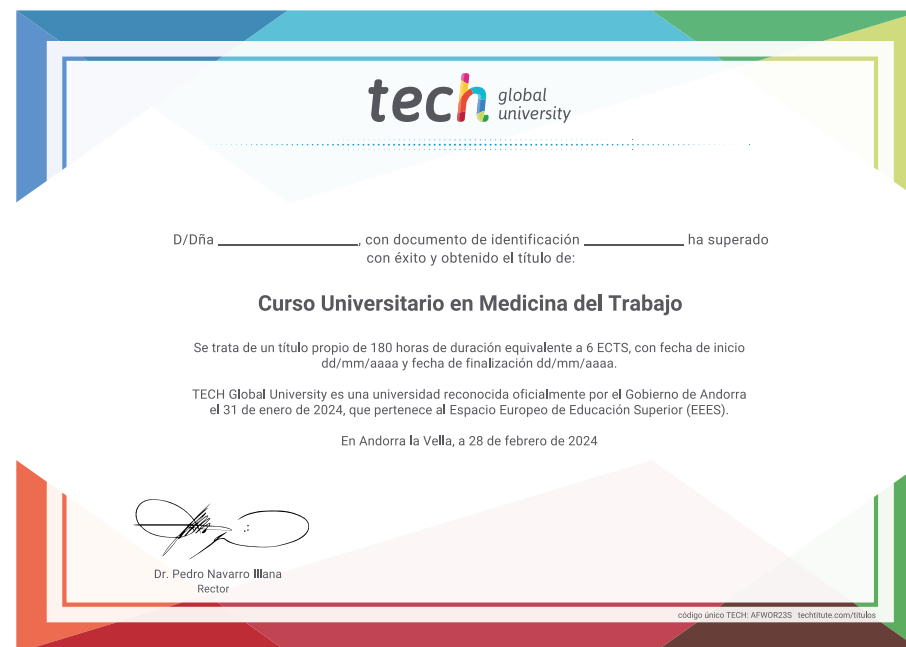 tech global university
D/Dña ____________________, con documento de identificación ______________ ha superado
con éxito y obtenido el título de:
Curso Universitario en Medicina del Trabajo
Se trata de un título propio de 180 horas de duración equivalente a 6 ECTS, con fecha de inicio
dd/mm/aaaa y fecha de finalización dd/mm/aaaa.
TECH Global University es una universidad reconocida oficialmente por el Gobierno de Andorra
el 31 de enero de 2024, que pertenece al Espacio Europeo de Educación Superior (EEES).
En Andorra la Vella, a 28 de febrero de 2024
Dr. Pedro Navarro Illana
Rector
código único TECH: AFWOR23S techtitute.com/titulos